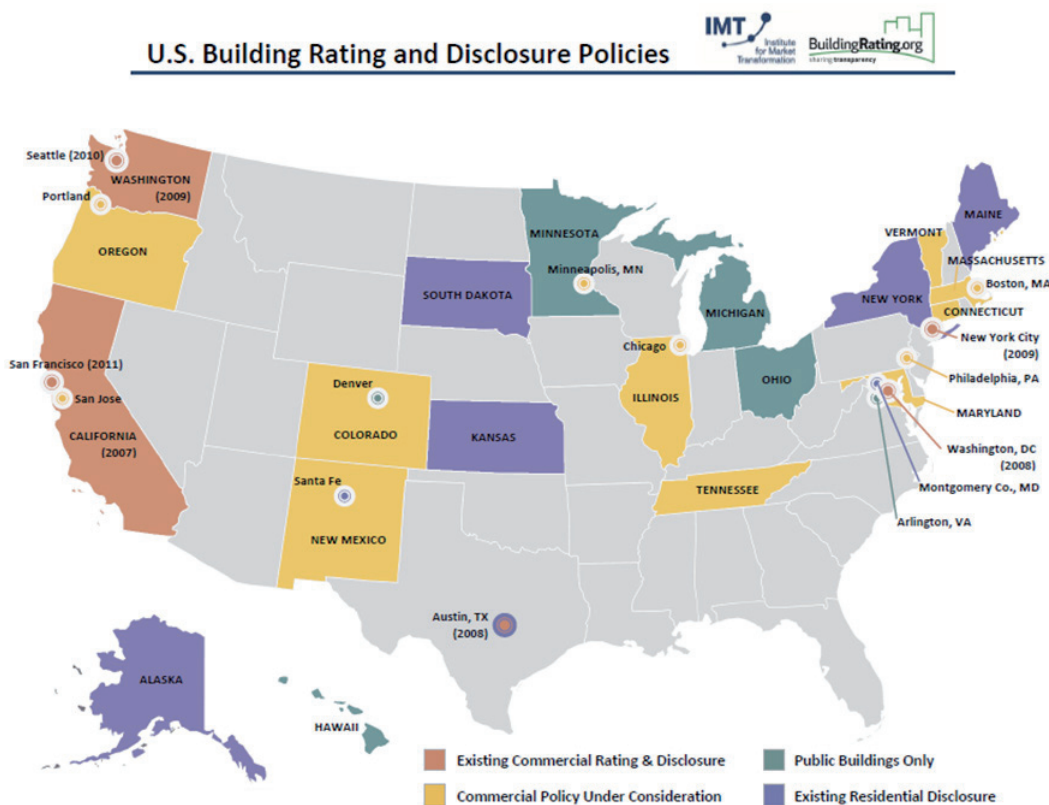 U.S. Building Rating and Disclosure Policies
IMT
Institute
for Market
Transformation
BuildingRating.org
sharing transparency
Seattle (2010)
WASHINGTON
(2009)
Portland
OREGON
MINNESOTA
Minneapolis, MN
SOUTH DAKOTA
MICHIGAN
MAINE
VERMONT
MASSACHUSETTS
Boston, MA
NEW YORK
CONNECTICUT
New York City
(2009)
San Francisco (2011)
San Jose
CALIFORNIA
(2007)
Denver
COLORADO
KANSAS
Chicago
ILLINOIS
OHIO
Philadelphia, PA
MARYLAND
Washington, DC
(2008)
Montgomery Co., MD
Arlington, VA
Santa Fe
NEW MEXICO
TENNESSEE
Austin, TX
(2008)
ALASKA
HAWAII
Existing Commercial Rating & Disclosure
Public Buildings Only
Commercial Policy Under Consideration
Existing Residential Disclosure